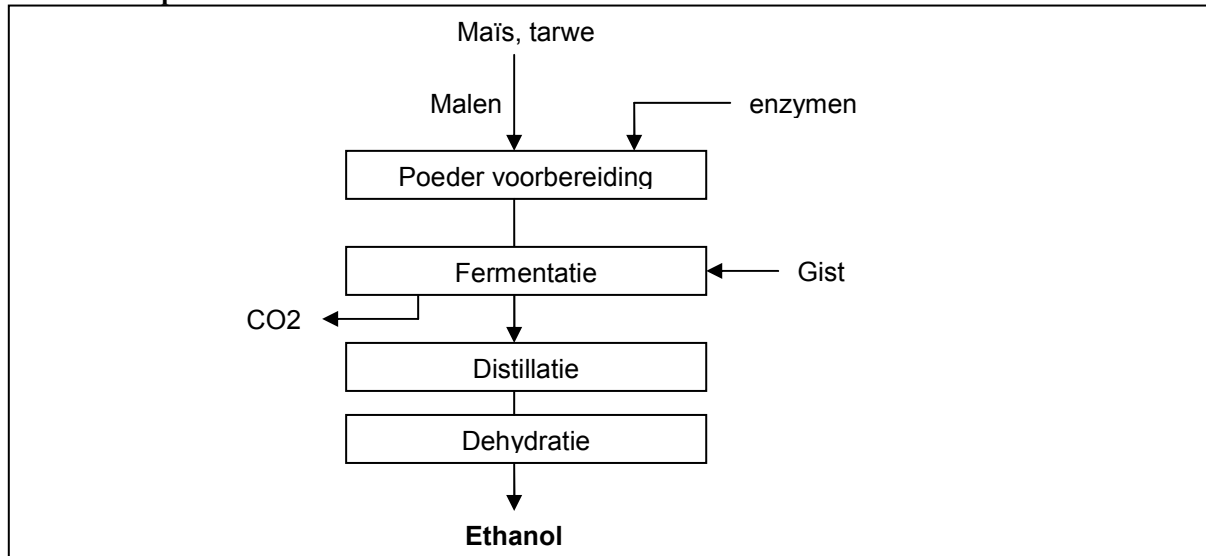 Maïs, tarwe
Malen
enzymen
Poeder voorbereiding
Fermentatie
Gist
CO2
Distillatie
Dehydratie
Ethanol